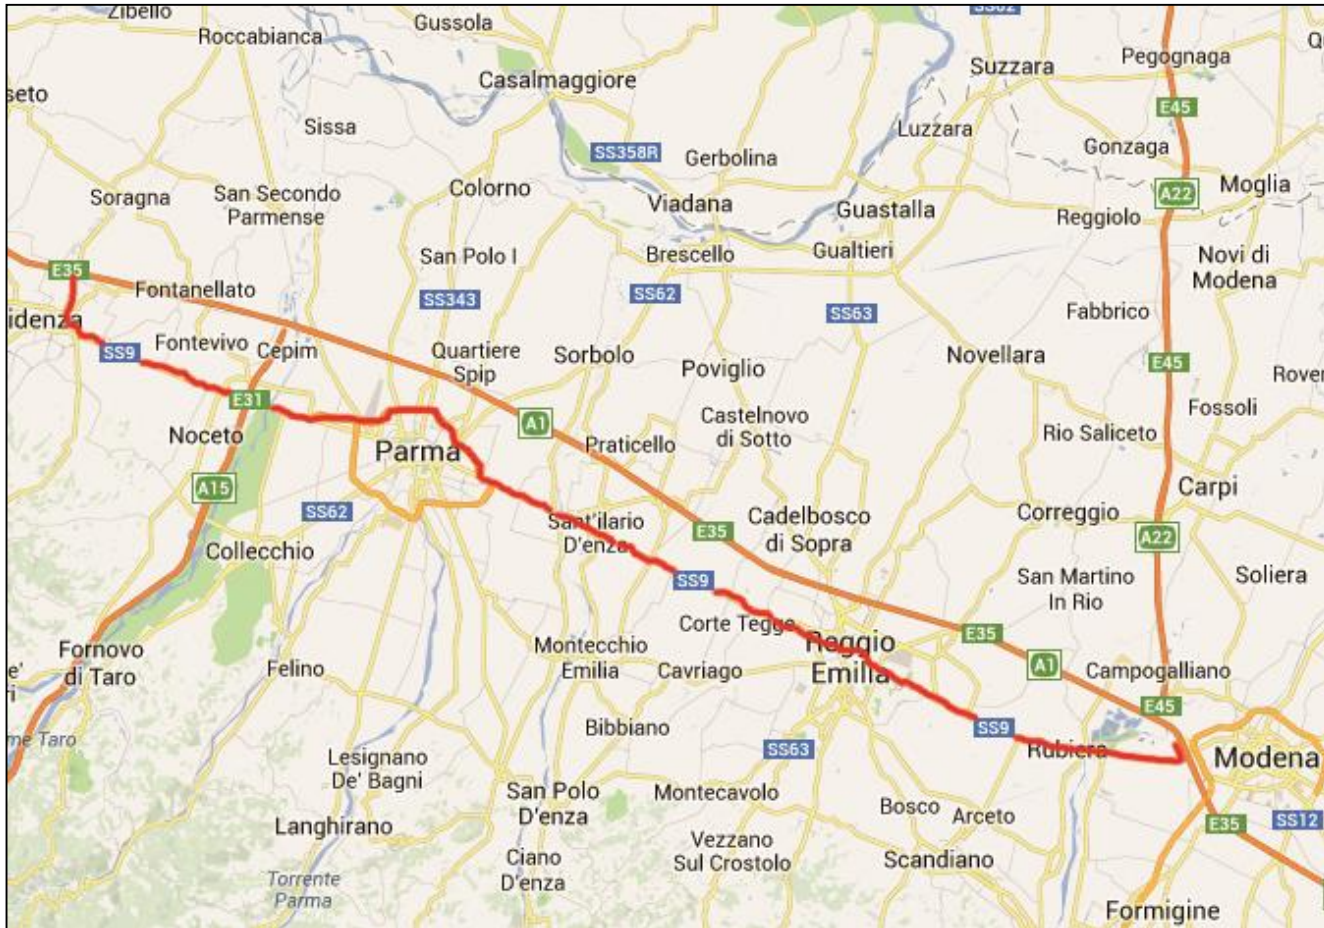 Zibello
Gussola
SS62
Roccabianca
Pegognaga
Suzzara
Casalmaggiore
seto
E45
Sissa
Luzzara
SS358R
Gerbolina
Gonzaga
Colorno
Moglia
Soragna
San Secondo
Parmense
A22
Viadana
Guastalla
Reggiolo
San Polo I
Brescello
Gualtieri
Novi di
Modena
E35
Fontanellato
SS343
SS62
SS63
Fabbrico
idenza
SS9
Fontevivo
Cepim
Quartiere
Spip
Sorbolo
Novellara
E45
Poviglio
Rover
E31
Fossoli
A1
Castelnovo
di Sotto
Noceto
Praticello
Rio Saliceto
Parma
A15
Carpi
SS62
Sant'ilario
D'enza
E35
Cadelbosco
di Sopra
Correggio
A22
Collecchio
SS9
San Martino
In Rio
Soliera
Corte Tegge
E35
Fornovo
di Taro
Felino
Montecchio
Emilia
Cavriago
Reggio
Emilia
A1
Campogalliano
e'
ri
E45
Bibbiano
SS9
me Taro
SS63
Rubiera
Modena
Lesignano
De' Bagni
San Polo
D'enza
Montecavolo
Bosco
Arceto
E35
SS12
Langhirano
Vezzano
Sul Crostolo
Scandiano
Ciano
D'enza
Torrente
Parma
Formigine